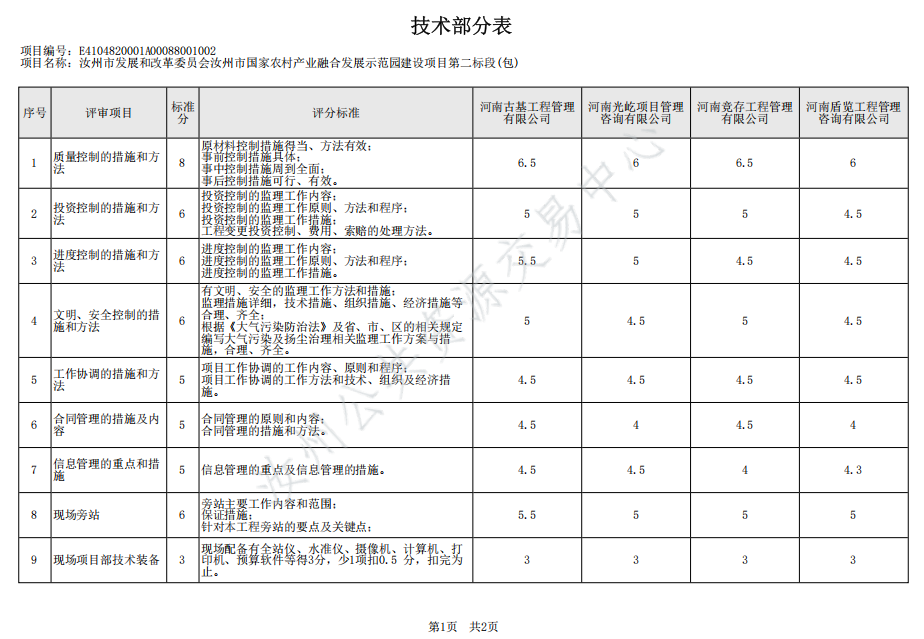 技术部分表
项目编号: E4104820001A00088001002
项目名称: 汝州市发展和改革委员会汝州市国家农村产业融合发展示范园建设项目第二标段(包)
序号 评审项目 标准分 评分标准 河南古基工程管理有限公司 河南光屹项目管理咨询有限公司 河南竞存工程管理有限公司 河南盾览工程管理咨询有限公司
1 质量控制的措施和方法 8 原材料控制措施得当、方法有效;
事前控制措施具体;
事中控制措施周到全面;
事后控制措施可行、有效。 6.5 6 6.5 6
2 投资控制的措施和方法 6 投资控制的监理工作内容;
投资控制的监理工作原则、方法和程序;
投资控制的监理工作措施;
工程变更投资控制、费用、索赔的处理方法。 5 5 5 4.5
3 进度控制的措施和方法 6 进度控制的监理工作内容;
进度控制的监理工作原则、方法和程序;
进度控制的监理工作措施。 5.5 5 4.5 4.5
4 文明、安全控制的措施和方法 6 有文明、安全的监理工作方法和措施;
监理措施详细，技术措施、组织措施、经济措施等
合理、齐全;
根据《大气污染防治法》及省、市、区的相关规定
编写大气污染及扬尘治理相关监理工作方案与措
施，合理、齐全。 5 4.5 5 4.5
5 工作协调的措施和方法 5 项目工作协调的工作内容、原则和程序;
项目工作协调的工作方法和技术、组织及经济措
施。 4.5 4.5 4.5 4.5
6 合同管理的措施及内容 5 合同管理的原则和内容;
合同管理的措施和方法。 4.5 4 4.5 4
7 信息管理的重点和措施 5 信息管理的重点及信息管理的措施。 4.5 4.5 4 4.3
8 现场旁站 6 旁站主要工作内容和范围;
保证措施;
针对本工程旁站的要点及关键点; 5.5 5 5 5
9 现场项目部技术装备 3 现场配备有全站仪、水准仪、摄像机、计算机、打
印机、预算软件等得3分，少1项扣0.5 分，扣完为
止。 3 3 3 3
汝州公共资源交易中心
第1页 共2页